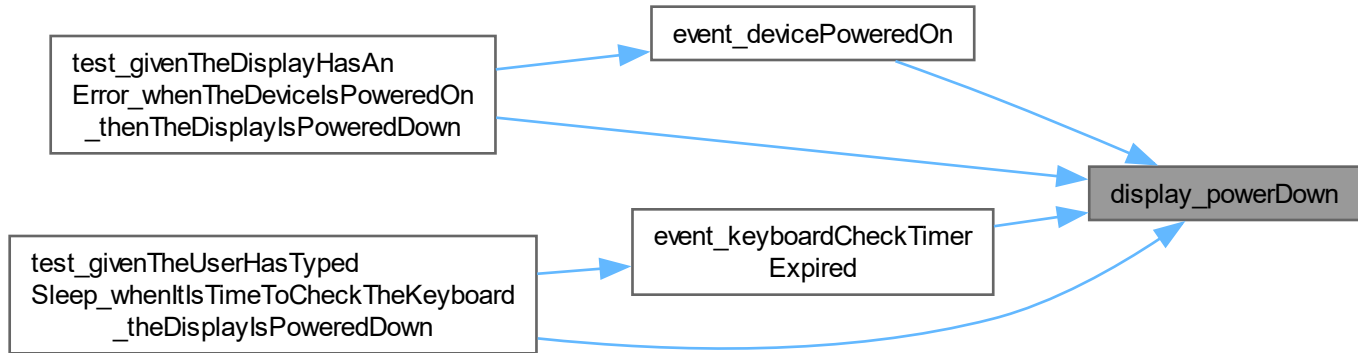 event_devicePoweredOn
test_givenTheDisplayHasAn
Error_whenTheDeviceIsPoweredOn
_thenTheDisplayIsPoweredDown
display_powerDown
event_keyboardCheckTimer
Expired
test_givenTheUserHasTyped
Sleep_whenItIsTimeToCheckTheKeyboard
_theDisplayIsPoweredDown